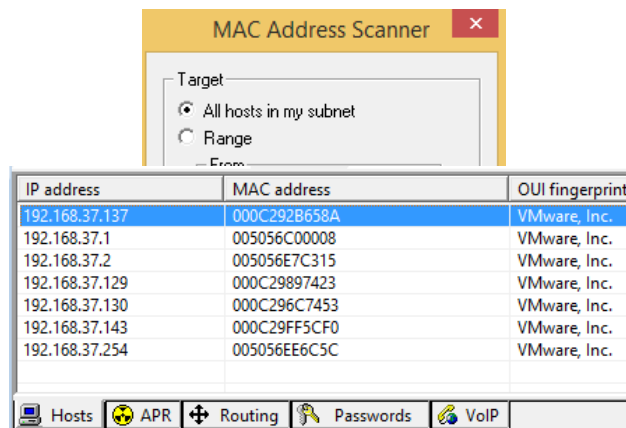 MAC Address Scanner
Target
All hosts in my subnet
Range
From
IP address MAC address OUI fingerprint
192.168.37.137 000C292B658A VMware, Inc.
192.168.37.1 005056C00008 VMware, Inc.
192.168.37.2 005056E7C315 VMware, Inc.
192.168.37.129 000C29897423 VMware, Inc.
192.168.37.130 000C296C7453 VMware, Inc.
192.168.37.143 000C29FF5CF0 VMware, Inc.
192.168.37.254 005056EE6C5C VMware, Inc.
Hosts APR Routing Passwords VoIP